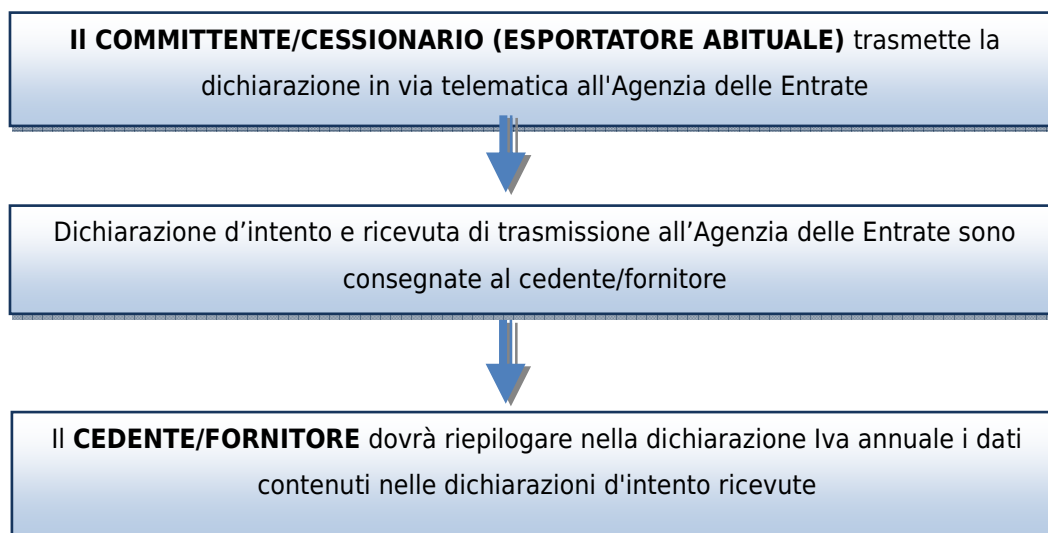 Il COMMITTENTE/CESSIONARIO (ESPORTATORE ABITUALE) trasmette la
dichiarazione in via telematica all'Agenzia delle Entrate
Dichiarazione d’intento e ricevuta di trasmissione all’Agenzia delle Entrate sono
consegnate al cedente/fornitore
Il CEDENTE/FORNITORE dovrà riepilogare nella dichiarazione Iva annuale i dati
contenuti nelle dichiarazioni d'intento ricevute